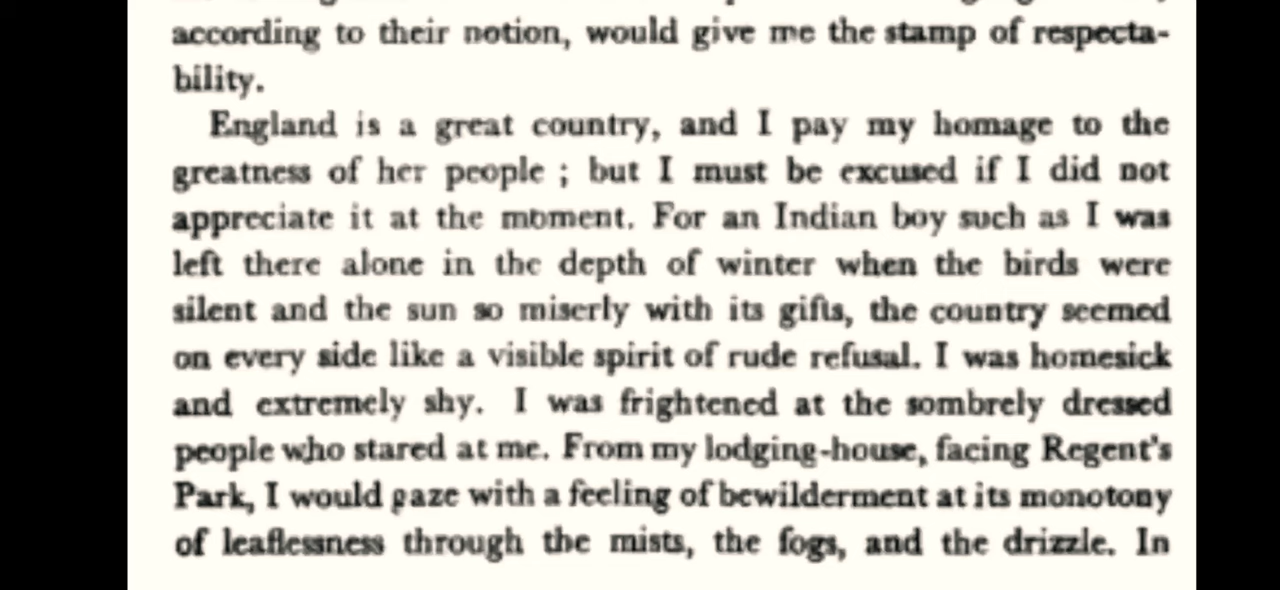 according to their notion, would give me the stamp of respecta-
bility.
England is a great country, and I pay my homage to the
greatness of her people ; but I must be excused if I did not
appreciate it at the moment. For an Indian boy such as I was
left there alone in the depth of winter when the birds were
silent and the sun so miserly with its gifts, the country seemed
on every side like a visible spirit of rude refusal. I was homesick
and extremely shy. I was frightened at the sombrely dressed
people who stared at me. From my lodging-house, facing Regent's
Park, I would gaze with a feeling of bewilderment at its monotony
of leaflessness through the mists, the fogs, and the drizzle. In